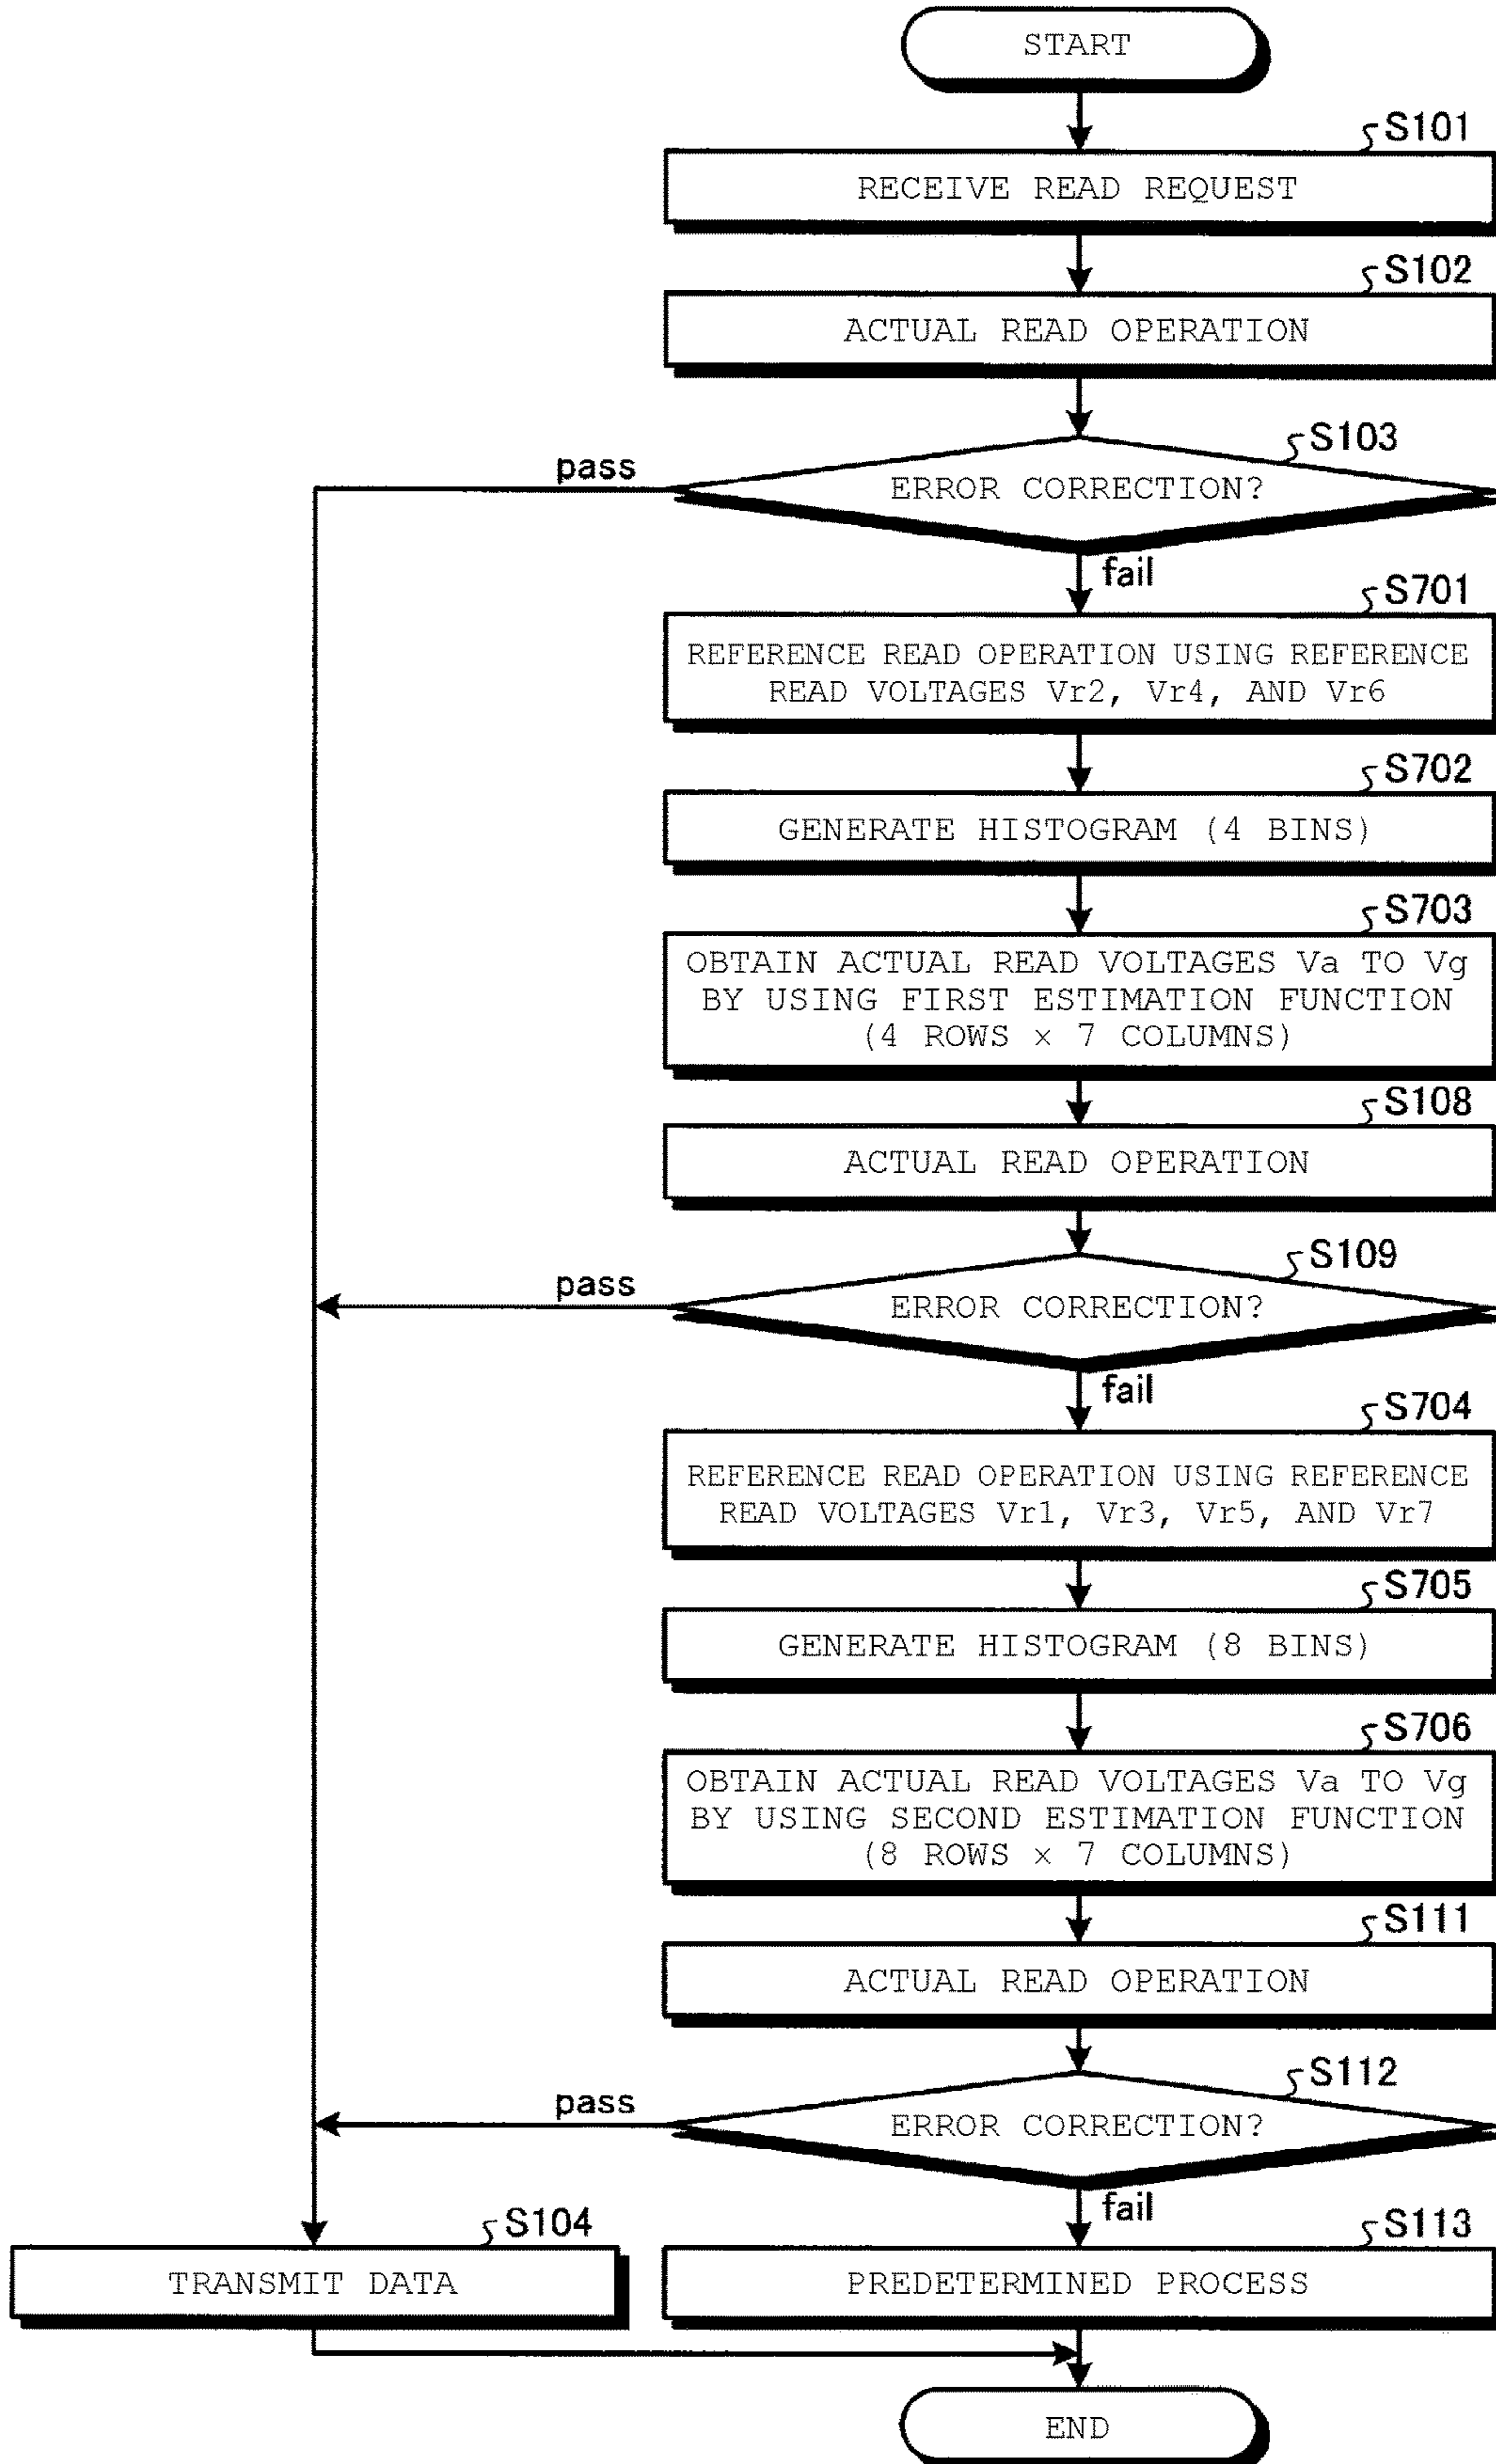 START
S101
RECEIVE READ REQUEST
S102
ACTUAL READ OPERATION
S103
pass
ERROR CORRECTION?
fail
S701
REFERENCE READ OPERATION USING REFERENCE
READ VOLTAGES Vr2, Vr4, AND Vr6
S702
GENERATE HISTOGRAM (4 BINS)
S703
OBTAIN ACTUAL READ VOLTAGES Va TO Vg
BY USING FIRST ESTIMATION FUNCTION
(4 ROWS × 7 COLUMNS)
S108
ACTUAL READ OPERATION
S109
pass
ERROR CORRECTION?
fail
S704
REFERENCE READ OPERATION USING REFERENCE
READ VOLTAGES Vr1, Vr3, Vr5, AND Vr7
S705
GENERATE HISTOGRAM (8 BINS)
S706
OBTAIN ACTUAL READ VOLTAGES Va TO Vg
BY USING SECOND ESTIMATION FUNCTION
(8 ROWS × 7 COLUMNS)
S111
ACTUAL READ OPERATION
S112
pass
ERROR CORRECTION?
fail
S104
TRANSMIT DATA
S113
PREDETERMINED PROCESS
END